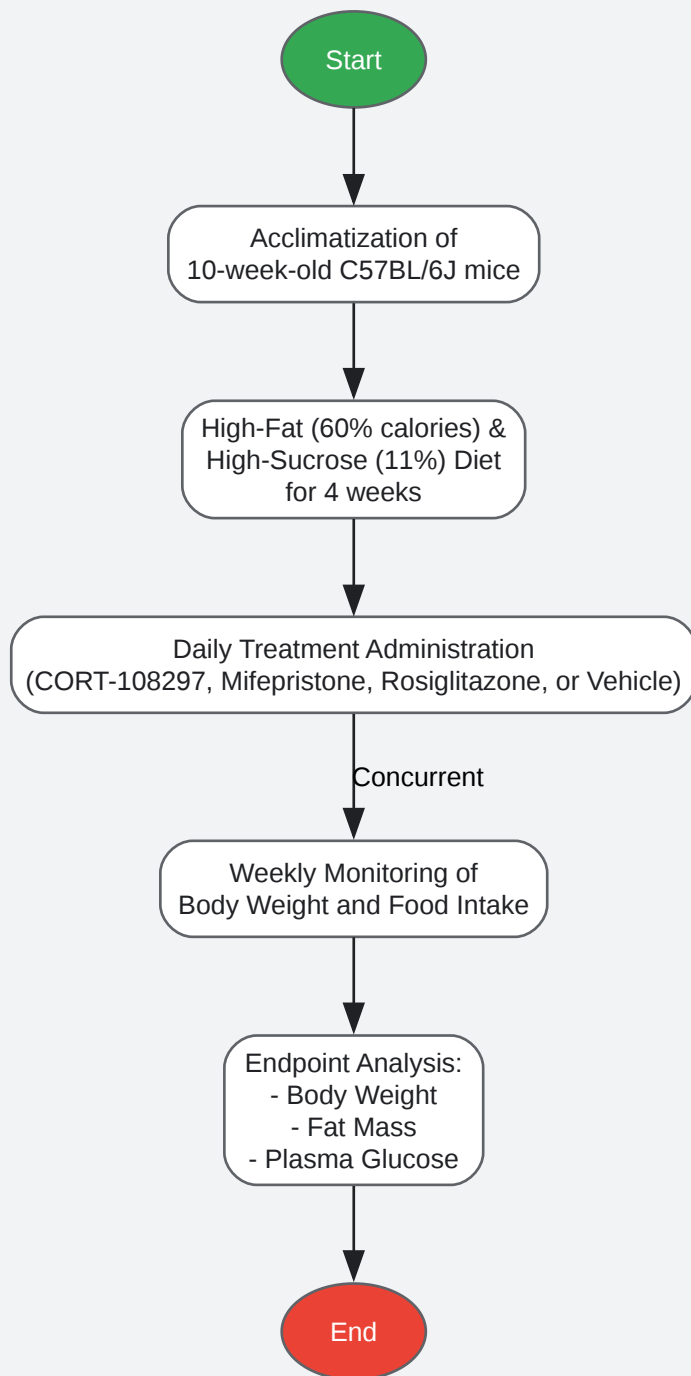 Start
Acclimatization of
10-week-old C57BL/6J mice
High-Fat (60% calories) &
High-Sucrose (11%) Diet
for 4 weeks
Daily Treatment Administration
(CORT-108297, Mifepristone, Rosiglitazone, or Vehicle)
Concurrent
Weekly Monitoring of
Body Weight and Food Intake
Endpoint Analysis:
- Body Weight
- Fat Mass
- Plasma Glucose
End